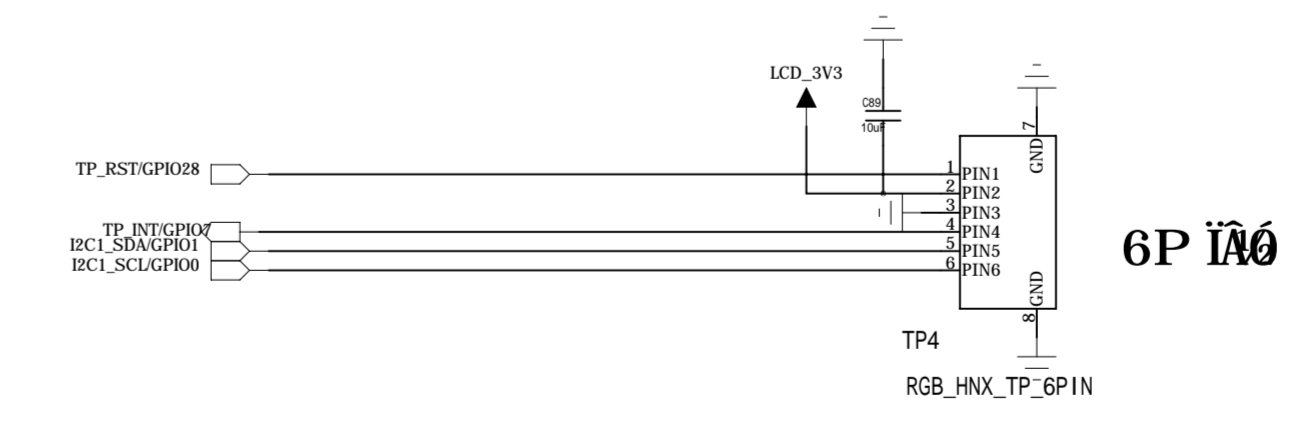 LCD_3V3
C89
10uF
7
GND
TP_RST/GPIO28
1 PIN1
2 PIN2
3 PIN3
TP_INT/GPIO7
4 PIN4
I2C1_SDA/GPIO1
5 PIN5
I2C1_SCL/GPIO0
6 PIN6
6P
GND
8
TP4
RGB_HNX_TP_6PIN